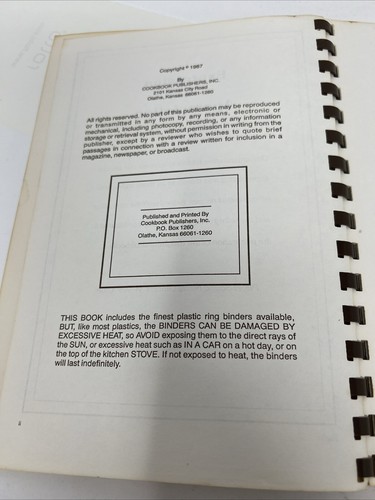 Copyright © 1987
By
COOKBOOK PUBLISHERS, INC.
2101 Kansas City Road
Olathe, Kansas 66061-1260
All rights reserved. No part of this publication may be reproduced
or transmitted in any form by any means, electronic or
mechanical, including photocopy, recording, or any information
storage or retrieval system, without permission in writing from the
publisher, except by a reviewer who wishes to quote brief
passages in connection with a review written for inclusion in a
magazine, newspaper, or broadcast.
Published and Printed By
Cookbook Publishers, Inc.
P.O. Box 1260
Olathe, Kansas 66061-1260
THIS BOOK includes the finest plastic ring binders available,
BUT, like most plastics, the BINDERS CAN BE DAMAGED BY
EXCESSIVE HEAT, so AVOID exposing them to the direct rays of
the SUN, or excessive heat such as IN A CAR on a hot day, or on
the top of the kitchen STOVE. If not exposed to heat, the binders
will last indefinitely.